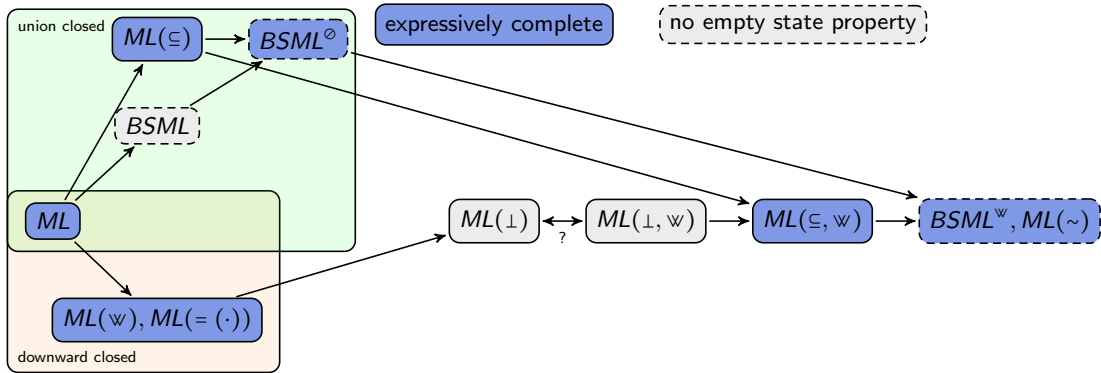 union closed
ML(⊆)
BSML^⊘
expressively complete
no empty state property
BSML
ML
ML(⊥)
?
ML(⊥, ⩖)
ML(⊆, ⩖)
BSML^⩖, ML(~)
ML(⩖), ML(= (·))
downward closed